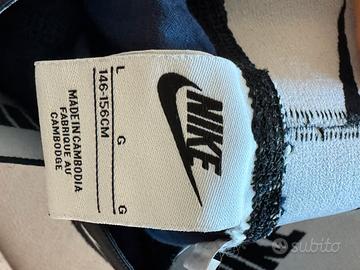 NIKE
L G G
146-156CM
MADE IN CAMBODIA
FABRIQUE AU
CAMBODGE
subito